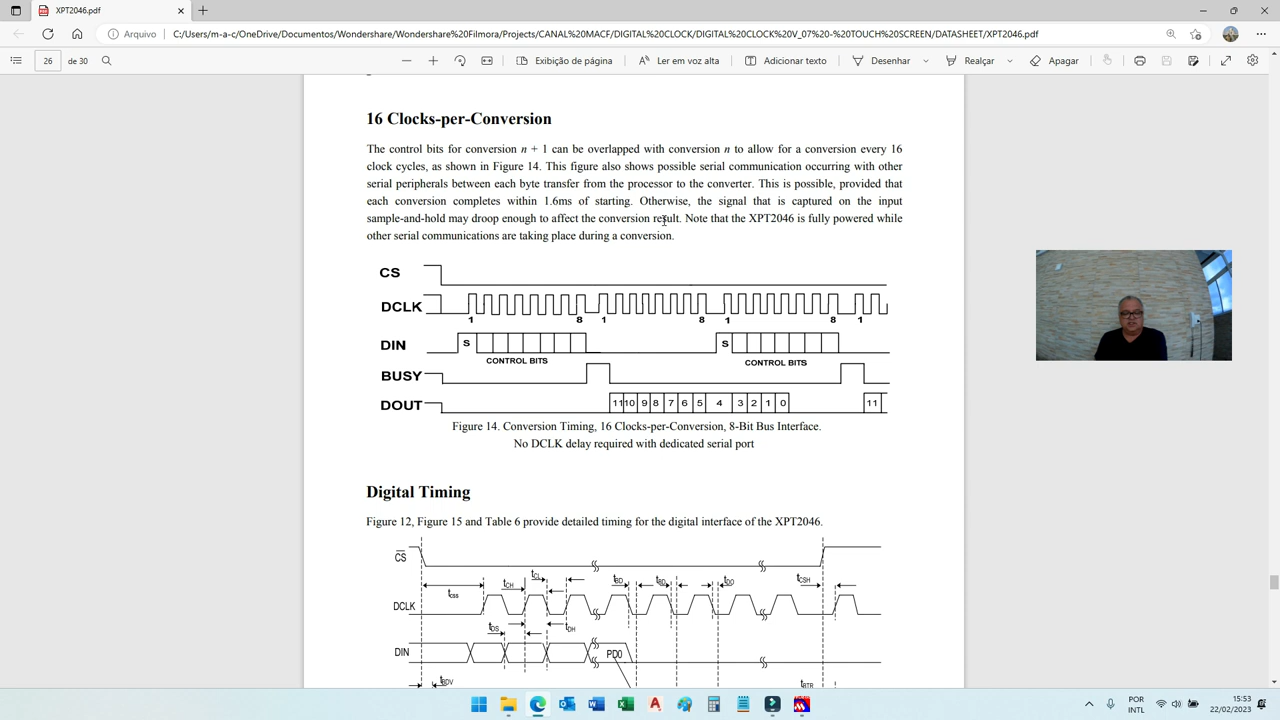 XPT2046.pdf
Arquivo C:/Users/m-a-c/OneDrive/Documentos/Wondershare/Wondershare%20Filmora/Projects/CANAL%20MACF/DIGITAL%20CLOCK/DIGITAL%20CLOCK%20V_07%20-%20TOUCH%20SCREEN/DATASHEET/XPT2046.pdf
26 de 30 Exibição de página Ler em voz alta Adicionar texto Desenhar Realçar Apagar
16 Clocks-per-Conversion
The control bits for conversion n + 1 can be overlapped with conversion n to allow for a conversion every 16
clock cycles, as shown in Figure 14. This figure also shows possible serial communication occurring with other
serial peripherals between each byte transfer from the processor to the converter. This is possible, provided that
each conversion completes within 1.6ms of starting. Otherwise, the signal that is captured on the input
sample-and-hold may droop enough to affect the conversion result. Note that the XPT2046 is fully powered while
other serial communications are taking place during a conversion.
CS
DCLK
1 8 1 8 1 8 1
DIN S S
CONTROL BITS CONTROL BITS
BUSY
DOUT 11 10 9 8 7 6 5 4 3 2 1 0 11
Figure 14. Conversion Timing, 16 Clocks-per-Conversion, 8-Bit Bus Interface.
No DCLK delay required with dedicated serial port
Digital Timing
Figure 12, Figure 15 and Table 6 provide detailed timing for the digital interface of the XPT2046.
CS
tCL
tCH tBD tBD tDO tCSH
tcss
DCLK
tDS tDH
DIN PD0
tBDV tBTR
POR
INTL
15:53
22/02/2023